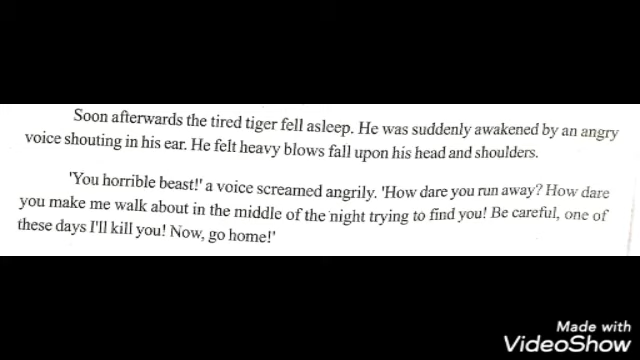 Soon afterwards the tired tiger fell asleep. He was suddenly awakened by an angry
voice shouting in his ear. He felt heavy blows fall upon his head and shoulders.
'You horrible beast!' a voice screamed angrily. 'How dare you run away? How dare
you make me walk about in the middle of the night trying to find you! Be careful, one of
these days I'll kill you! Now, go home!'
Made with
VideoShow